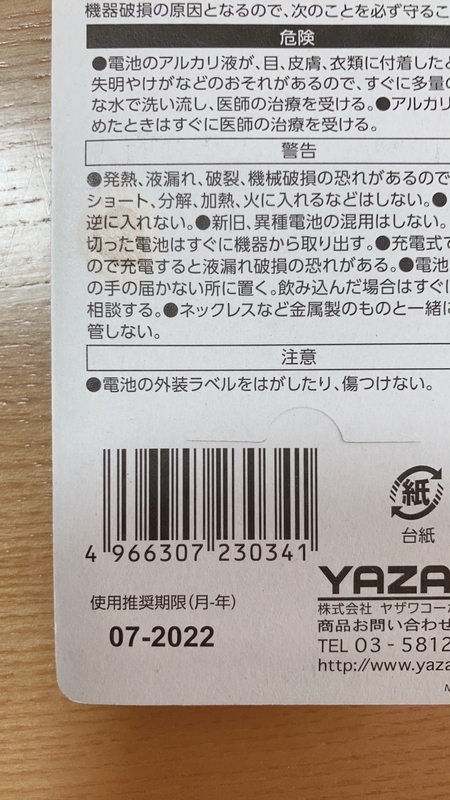 機器破損の原因となるので、次のことを必ず守るこ
危険
●電池のアルカリ液が、目、皮膚、衣類に付着したと
失明やけがなどのおそれがあるので、すぐに多量の
な水で洗い流し、医師の治療を受ける。●アルカリ
めたときはすぐに医師の治療を受ける。
警告
●発熱、液漏れ、破裂、機械破損の恐れがあるので
ショート、分解、加熱、火に入れるなどはしない。●
逆に入れない。●新旧、異種電池の混用はしない。
切った電池はすぐに機器から取り出す。●充電式で
ので充電すると液漏れ破損の恐れがある。●電池
の手の届かない所に置く。飲み込んだ場合はすぐに
相談する。●ネックレスなど金属製のものと一緒に
管しない。
注意
●電池の外装ラベルをはがしたり、傷つけない。
紙
台紙
4 966307 230341
YAZA
使用推奨期限(月-年)
07-2022
株式会社 ヤザワコーポ
商品お問い合わせ
TEL 03-5812
http://www.yaza